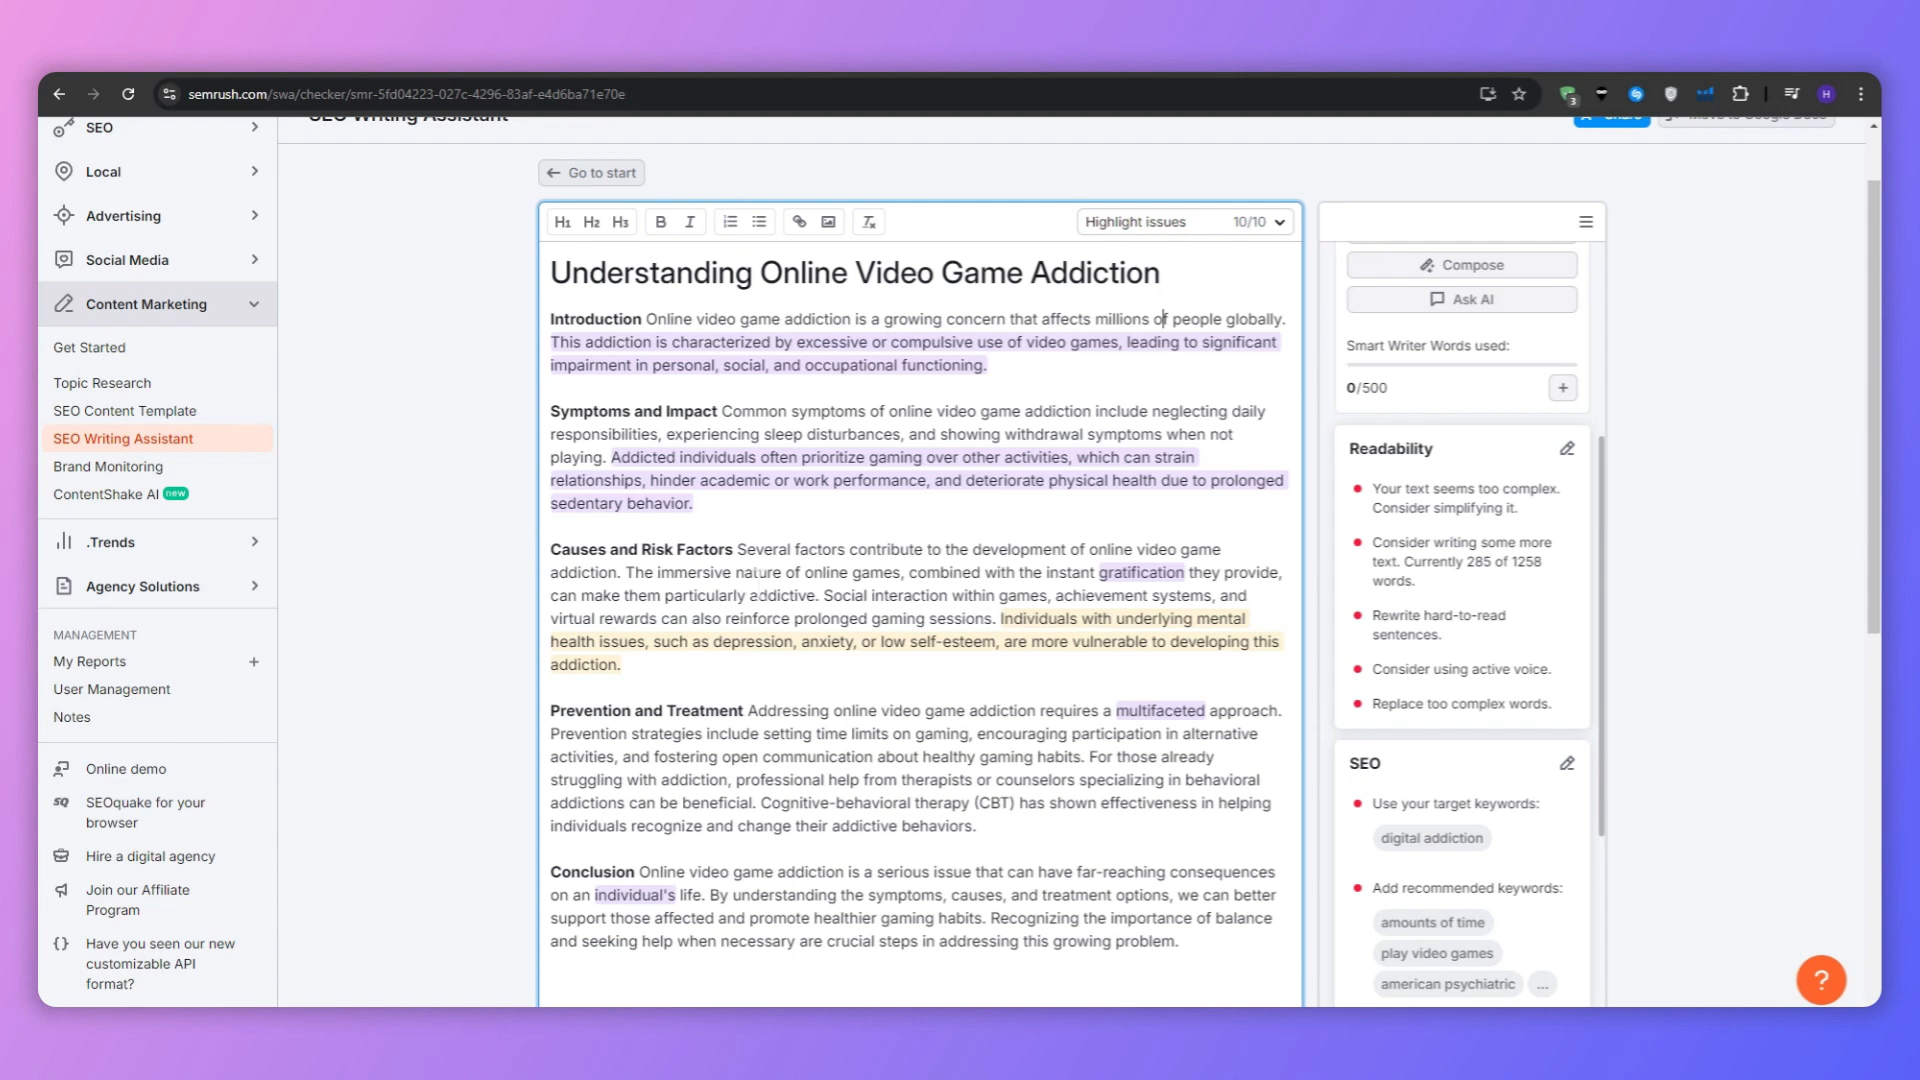 semrush.com/swa/checker/smr-5fd04223-027c-4296-83af-e4d6ba71e70e
3
H
SEO Writing Assistant
Share
Move to Google Docs
SEO
Local
Advertising
Social Media
Content Marketing
Get Started
Topic Research
SEO Content Template
SEO Writing Assistant
Brand Monitoring
ContentShake AI new
.Trends
Agency Solutions
MANAGEMENT
My Reports +
User Management
Notes
Online demo
SEOquake for your
browser
Hire a digital agency
Join our Affiliate
Program
Have you seen our new
customizable API
format?
Go to start
H1 H2 H3 B I
Highlight issues 10/10
Understanding Online Video Game Addiction
Introduction Online video game addiction is a growing concern that affects millions of people globally.
This addiction is characterized by excessive or compulsive use of video games, leading to significant
impairment in personal, social, and occupational functioning.
Symptoms and Impact Common symptoms of online video game addiction include neglecting daily
responsibilities, experiencing sleep disturbances, and showing withdrawal symptoms when not
playing. Addicted individuals often prioritize gaming over other activities, which can strain
relationships, hinder academic or work performance, and deteriorate physical health due to prolonged
sedentary behavior.
Causes and Risk Factors Several factors contribute to the development of online video game
addiction. The immersive nature of online games, combined with the instant gratification they provide,
can make them particularly addictive. Social interaction within games, achievement systems, and
virtual rewards can also reinforce prolonged gaming sessions. Individuals with underlying mental
health issues, such as depression, anxiety, or low self-esteem, are more vulnerable to developing this
addiction.
Prevention and Treatment Addressing online video game addiction requires a multifaceted approach.
Prevention strategies include setting time limits on gaming, encouraging participation in alternative
activities, and fostering open communication about healthy gaming habits. For those already
struggling with addiction, professional help from therapists or counselors specializing in behavioral
addictions can be beneficial. Cognitive-behavioral therapy (CBT) has shown effectiveness in helping
individuals recognize and change their addictive behaviors.
Conclusion Online video game addiction is a serious issue that can have far-reaching consequences
on an individual's life. By understanding the symptoms, causes, and treatment options, we can better
support those affected and promote healthier gaming habits. Recognizing the importance of balance
and seeking help when necessary are crucial steps in addressing this growing problem.
Compose
Ask AI
Smart Writer Words used:
0/500 +
Readability
Your text seems too complex.
Consider simplifying it.
Consider writing some more
text. Currently 285 of 1258
words.
Rewrite hard-to-read
sentences.
Consider using active voice.
Replace too complex words.
SEO
Use your target keywords:
digital addiction
Add recommended keywords:
amounts of time
play video games
american psychiatric ...
?